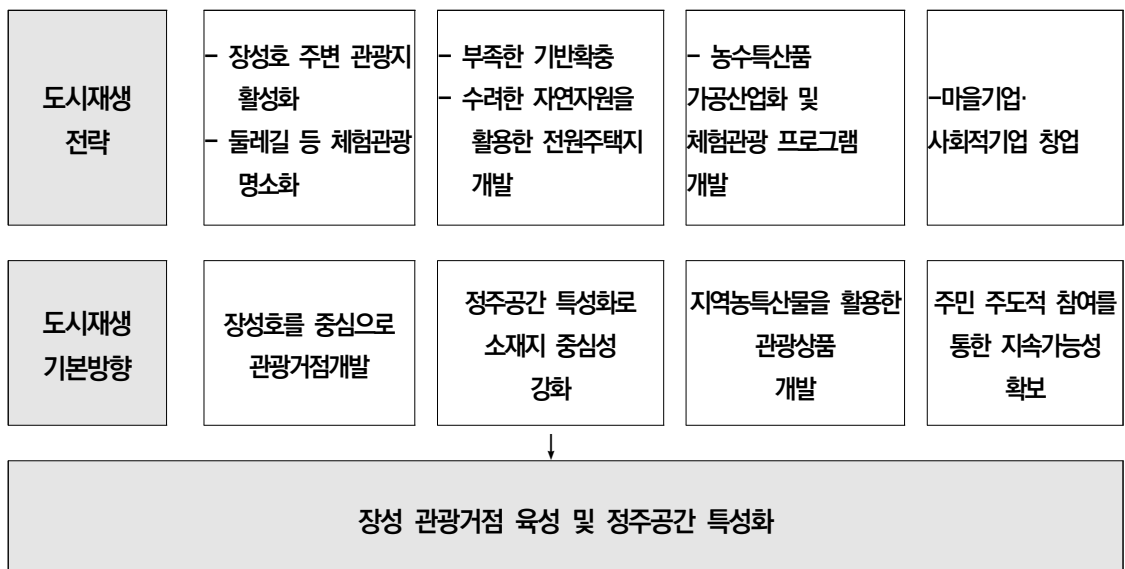 도시재생
전략
- 장성호 주변 관광지
활성화
- 둘레길 등 체험관광
명소화
- 부족한 기반확충
- 수려한 자연자원을
활용한 전원주택지
개발
- 농수특산품
가공산업화 및
체험관광 프로그램
개발
-마을기업·
사회적기업 창업
도시재생
기본방향
장성호를 중심으로
관광거점개발
정주공간 특성화로
소재지 중심성
강화
지역농특산물을 활용한
관광상품
개발
주민 주도적 참여를
통한 지속가능성
확보
장성 관광거점 육성 및 정주공간 특성화